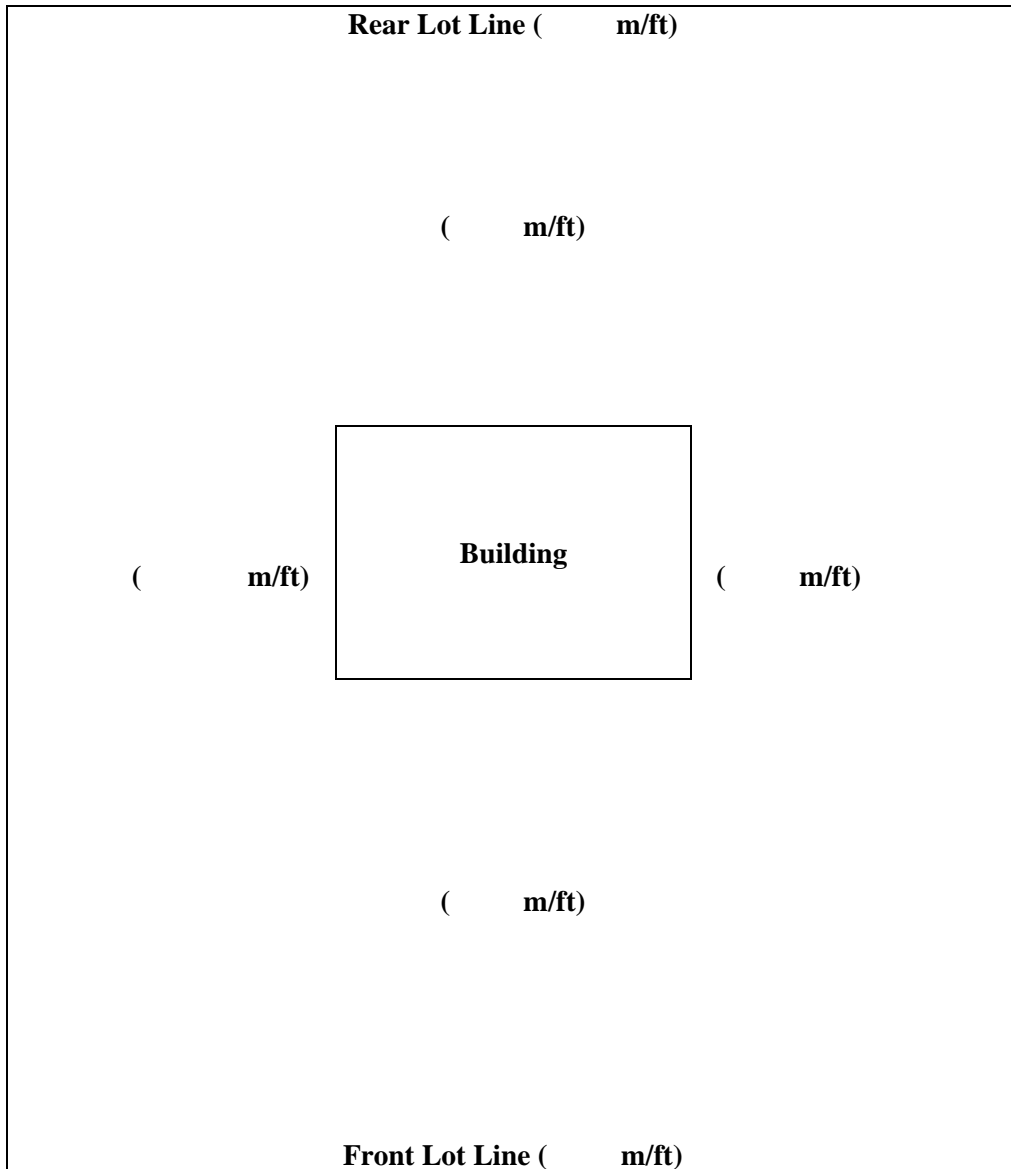 Rear Lot Line (       m/ft)
(       m/ft)
Building
(       m/ft)
(       m/ft)
(       m/ft)
Front Lot Line (       m/ft)